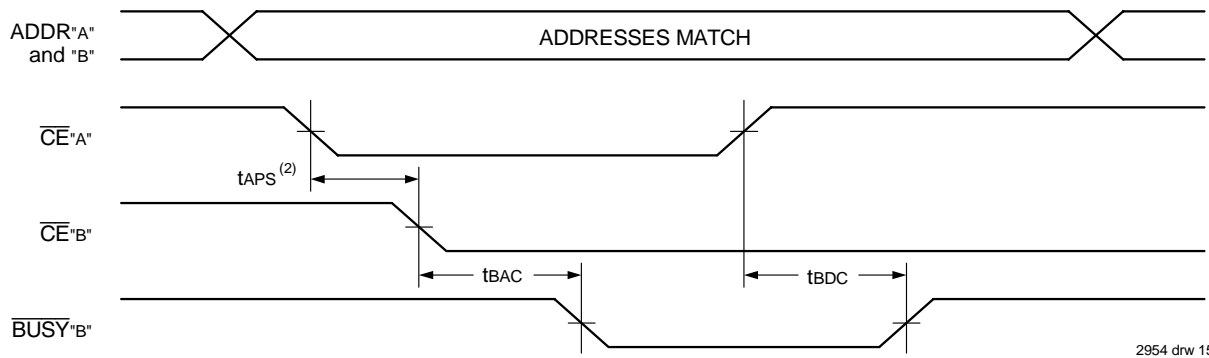 ADDR"A"
and "B"
ADDRESSES MATCH
CE"A"
tAPS (2)
CE"B"
tBAC
tBDC
BUSY"B"
2954 drw 15